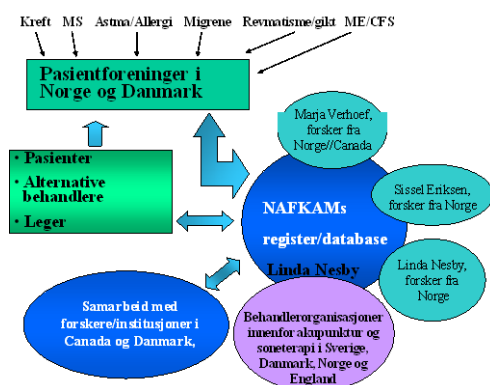 Kreft MS Astma/Allergi Migrene Revmatisme/gikt ME/CFS
Pasientforeninger i
Norge og Danmark
Marja Verhoef,
forsker fra
Norge//Canada
• Pasienter
• Alternative
behandlere
• Leger
Sissel Eriksen,
forsker fra Norge
NAFKAMs
register/database
Linda Nesby
Linda Nesby,
forsker fra
Norge
Samarbeid med
forskere/institusjoner i
Canada og Danmark,
Behandlerorganisasjoner
innenfor akupunktur og
soneterapi i Sverige,
Danmark, Norge og
England